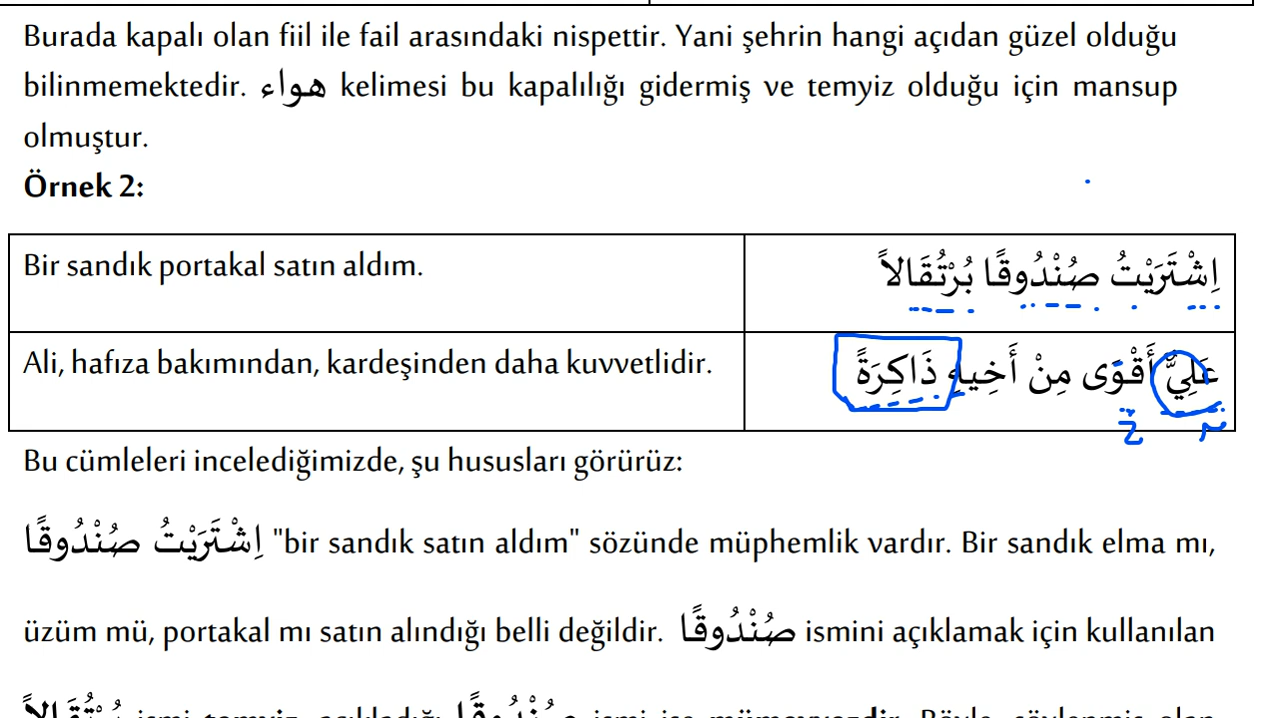 Burada kapalı olan fiil ile fail arasındaki nispettir. Yani şehrin hangi açıdan güzel olduğu
bilinmemektedir. هواء kelimesi bu kapalılığı gidermiş ve temyiz olduğu için mansup
olmuştur.
Örnek 2:
Bir sandık portakal satın aldım. اِشْتَرَيْتُ صُنْدُوقًا بُرْتُقَالاً
Ali, hafıza bakımından, kardeşinden daha kuvvetlidir. عَلِيٌّ أَقْوَى مِنْ أَخِيهِ ذَاكِرَةً
Bu cümleleri incelediğimizde, şu hususları görürüz:
اِشْتَرَيْتُ صُنْدُوقًا "bir sandık satın aldım" sözünde müphemlik vardır. Bir sandık elma mı,
üzüm mü, portakal mı satın alındığı belli değildir. صُنْدُوقًا ismini açıklamak için kullanılan